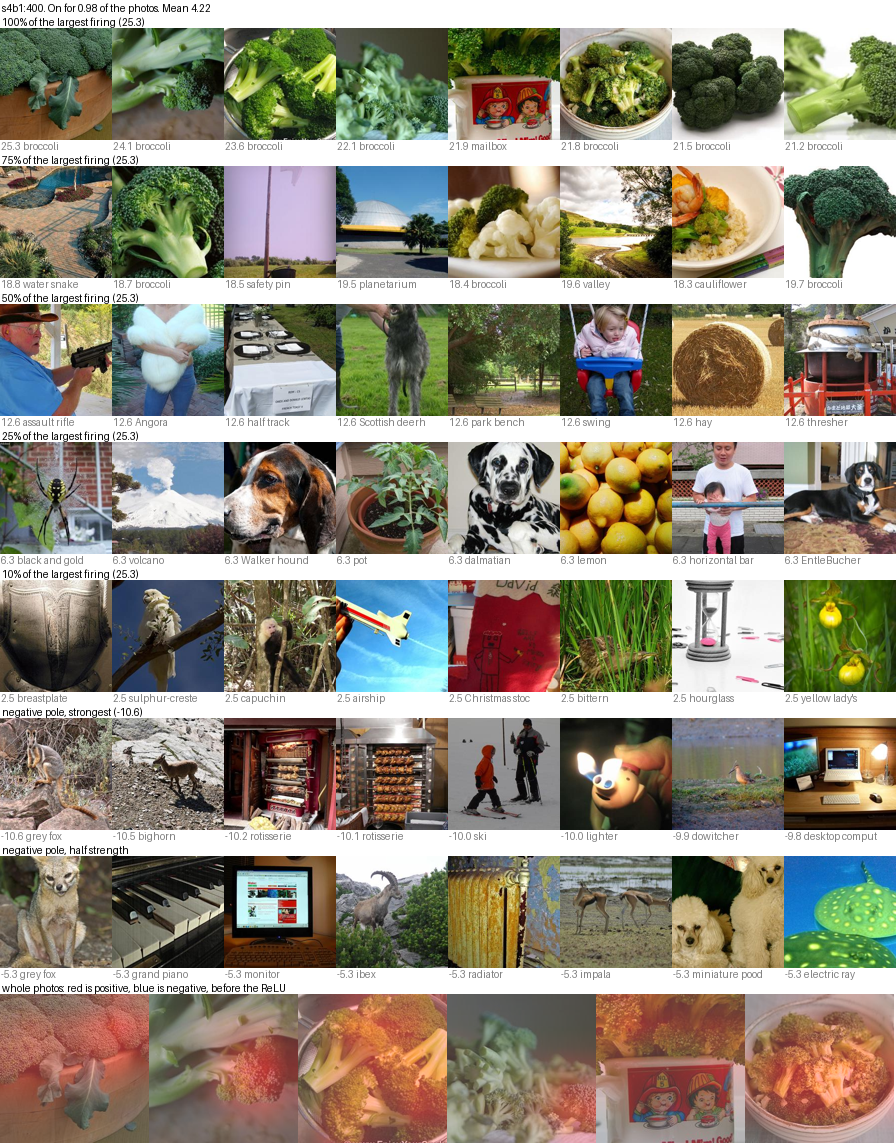 s4b1:400. On for 0.98 of the photos. Mean 4.22
100% of the largest firing (25.3)
25.3 broccoli
24.1 broccoli
23.6 broccoli
22.1 broccoli
21.9 mailbox
21.8 broccoli
21.5 broccoli
21.2 broccoli
75% of the largest firing (25.3)
18.8 water snake
18.7 broccoli
18.5 safety pin
19.5 planetarium
18.4 broccoli
19.6 valley
18.3 cauliflower
19.7 broccoli
50% of the largest firing (25.3)
12.6 assault rifle
12.6 Angora
12.6 half track
12.6 Scottish deerh
12.6 park bench
12.6 swing
12.6 hay
12.6 thresher
25% of the largest firing (25.3)
6.3 black and gold
6.3 volcano
6.3 Walker hound
6.3 pot
6.3 dalmatian
6.3 lemon
6.3 horizontal bar
6.3 EntleBucher
10% of the largest firing (25.3)
David
2.5 breastplate
2.5 sulphur-creste
2.5 capuchin
2.5 airship
2.5 Christmas stoc
2.5 bittern
2.5 hourglass
2.5 yellow lady's
negative pole, strongest (-10.6)
-10.6 grey fox
-10.5 bighorn
-10.2 rotisserie
-10.1 rotisserie
-10.0 ski
-10.0 lighter
-9.9 dowitcher
-9.8 desktop comput
negative pole, half strength
-5.3 grey fox
-5.3 grand piano
-5.3 monitor
-5.3 ibex
-5.3 radiator
-5.3 impala
-5.3 miniature pood
-5.3 electric ray
whole photos: red is positive, blue is negative, before the ReLU